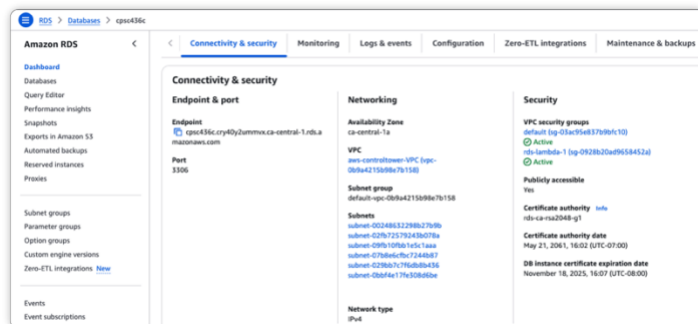 RDS > Databases > cpsc436c
Amazon RDS
Dashboard
Databases
Query Editor
Performance insights
Snapshots
Exports in Amazon S3
Automated backups
Reserved instances
Proxies
Subnet groups
Parameter groups
Option groups
Custom engine versions
Zero-ETL integrations New
Events
Event subscriptions
Connectivity & security
Monitoring
Logs & events
Configuration
Zero-ETL integrations
Maintenance & backups
Connectivity & security
Endpoint & port
Endpoint
cpsc436c.cry40y2ummvx.ca-central-1.rds.a
mazonaws.com
Port
3306
Networking
Availability Zone
ca-central-1a
VPC
aws-controltower-VPC (vpc-
0b9a4215b98e7b158)
Subnet group
default-vpc-0b9a4215b98e7b158
Subnets
subnet-00248632298b27b9b
subnet-02fb72579243b078a
subnet-09fb10fbb1e5c1aaa
subnet-07b8e6cfbc7244b87
subnet-029bb7c7f6db8b436
subnet-0bbf4e17fe308d6be
Network type
IPv4
Security
VPC security groups
default (sg-03ac95e837b9bfc10)
Active
rds-lambda-1 (sg-0928b20ad9658452a)
Active
Publicly accessible
Yes
Certificate authority Info
rds-ca-rsa2048-g1
Certificate authority date
May 21, 2061, 16:02 (UTC-07:00)
DB instance certificate expiration date
November 18, 2025, 16:07 (UTC-08:00)